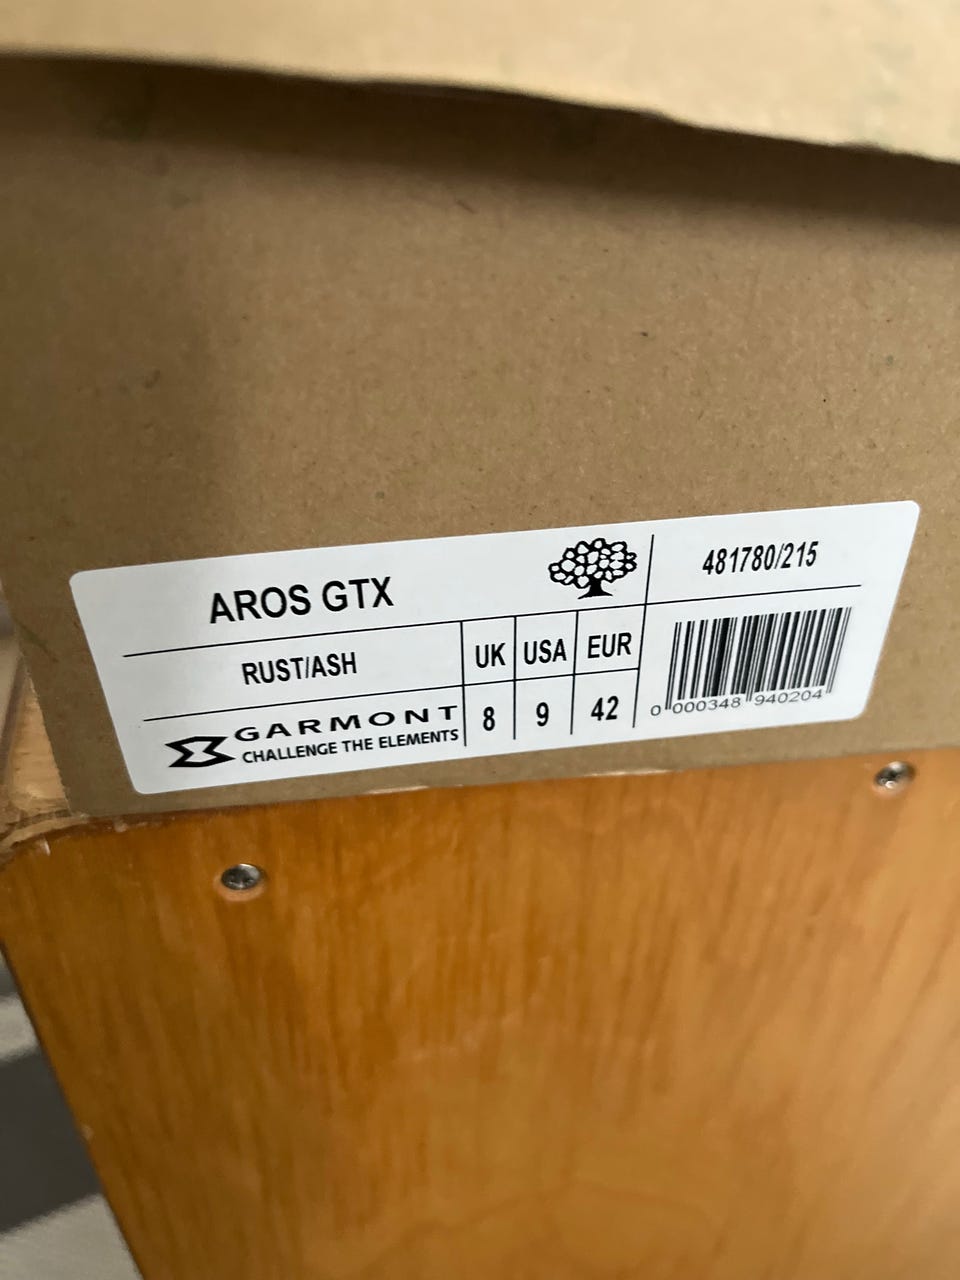 AROS GTX
481780/215
RUST/ASH
UK USA EUR
8 9 42
GARMONT
CHALLENGE THE ELEMENTS
0 000348 940204